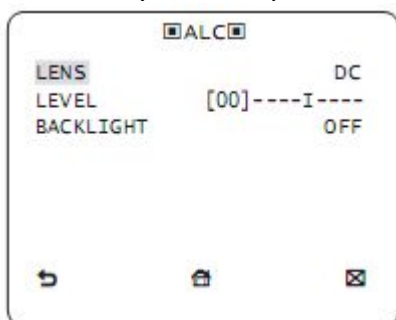 ▣ALC▣
LENS DC
LEVEL [00]----I----
BACKLIGHT OFF